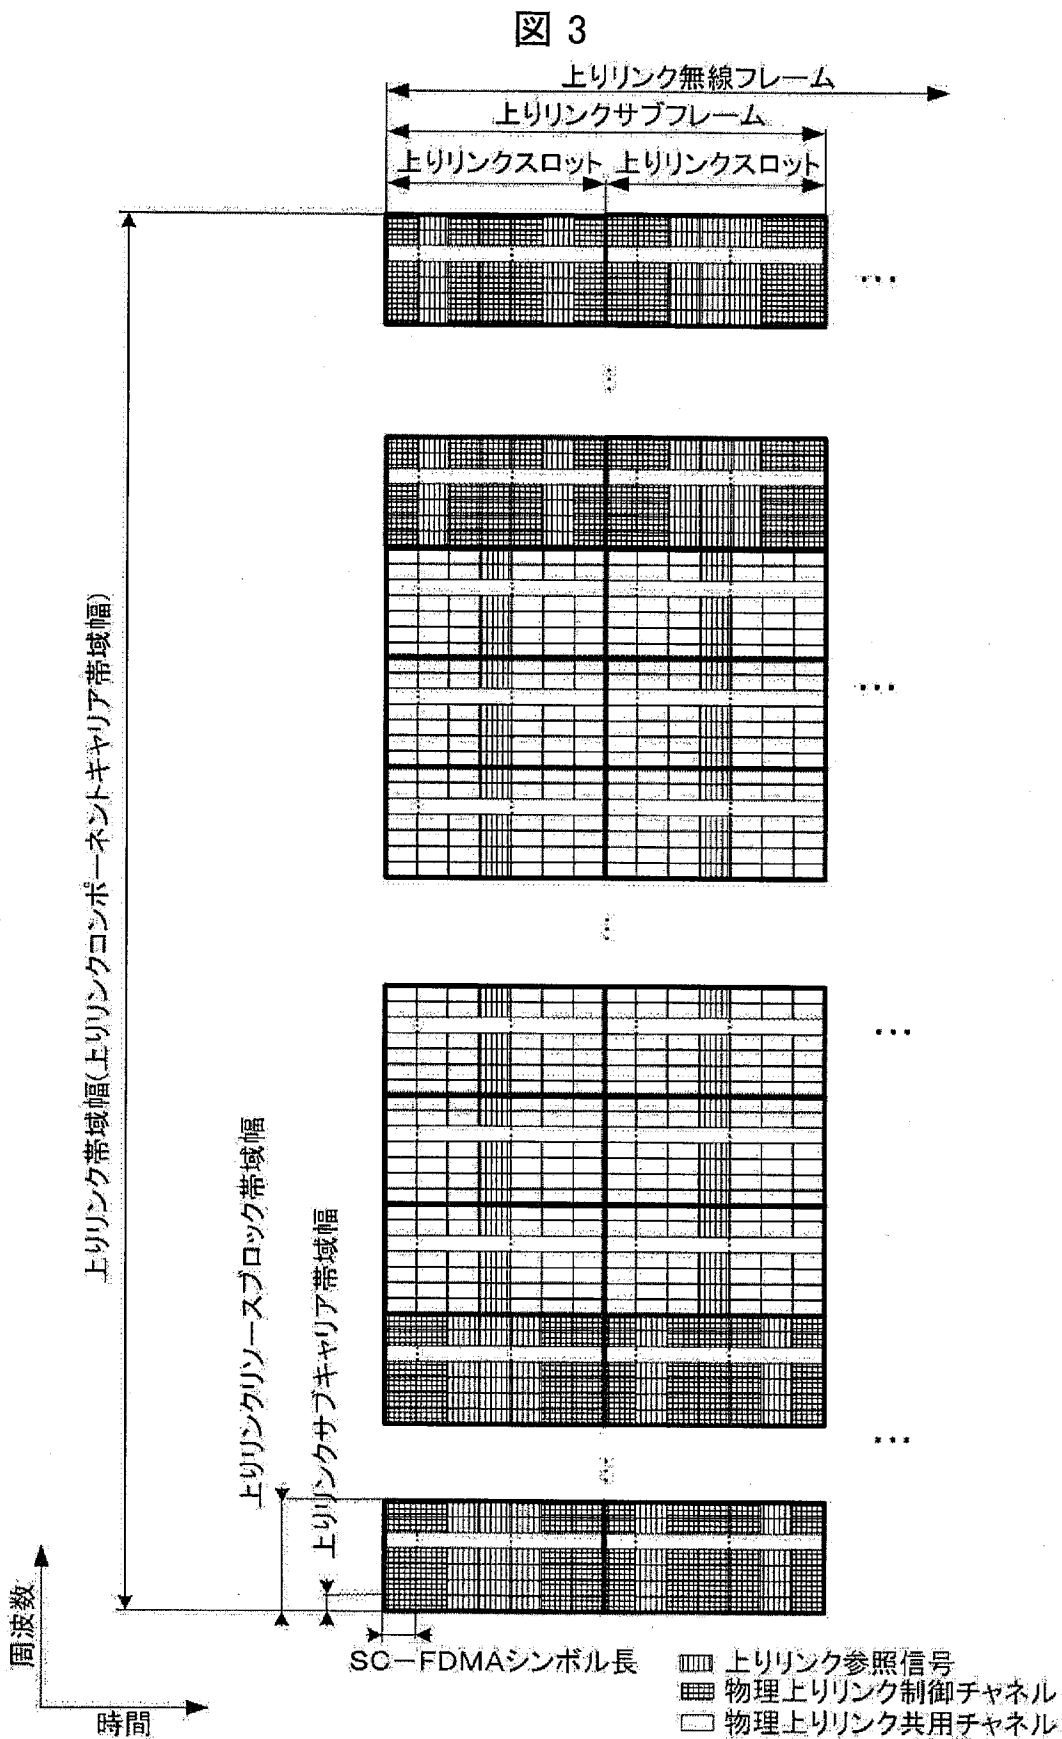 図 3
上りリンク無線フレーム
上りリンクサブフレーム
上りリンクスロット
上りリンクスロット
上りリンク帯域幅(上りリンクコンポーネントキャリア帯域幅)
上りリンクリソースブロック帯域幅
上りリンクサブキャリア帯域幅
周波数
時間
SC-FDMAシンボル長
上りリンク参照信号
物理上りリンク制御チャネル
物理上りリンク共用チャネル